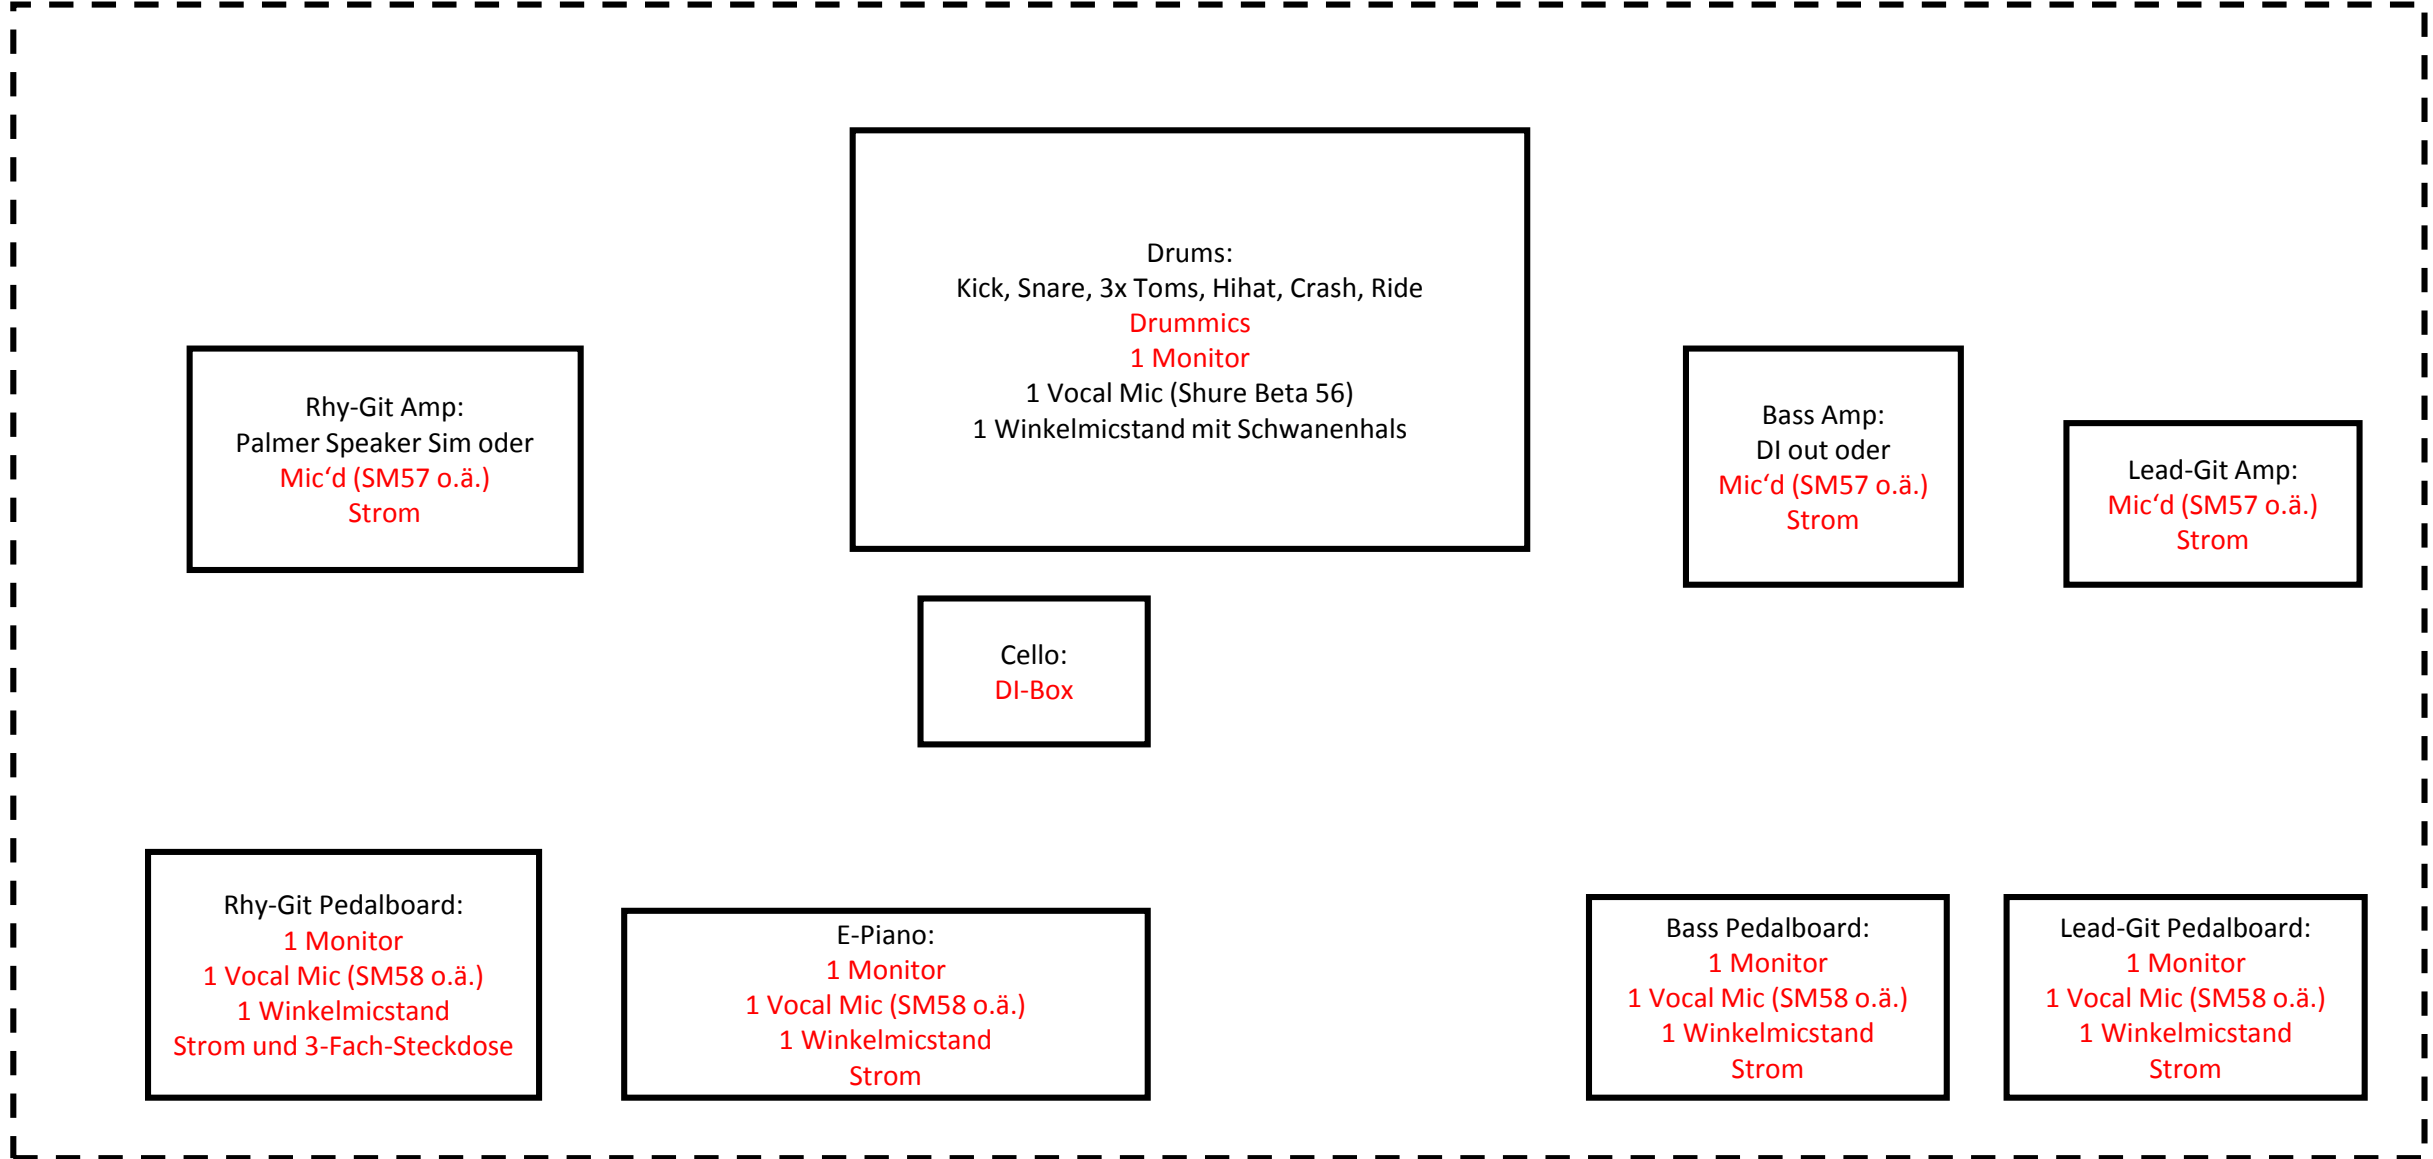 Drums:
Kick, Snare, 3x Toms, Hihat, Crash, Ride
Drummics
1 Monitor
1 Vocal Mic (Shure Beta 56)
1 Winkelmicstand mit Schwanenhals
Rhy-Git Amp:
Palmer Speaker Sim oder
Mic‘d (SM57 o.ä.)
Strom
Bass Amp:
DI out oder
Mic‘d (SM57 o.ä.)
Strom
Lead-Git Amp:
Mic‘d (SM57 o.ä.)
Strom
Cello:
DI-Box
Rhy-Git Pedalboard:
1 Monitor
1 Vocal Mic (SM58 o.ä.)
1 Winkelmicstand
Strom und 3-Fach-Steckdose
E-Piano:
1 Monitor
1 Vocal Mic (SM58 o.ä.)
1 Winkelmicstand
Strom
Bass Pedalboard:
1 Monitor
1 Vocal Mic (SM58 o.ä.)
1 Winkelmicstand
Strom
Lead-Git Pedalboard:
1 Monitor
1 Vocal Mic (SM58 o.ä.)
1 Winkelmicstand
Strom